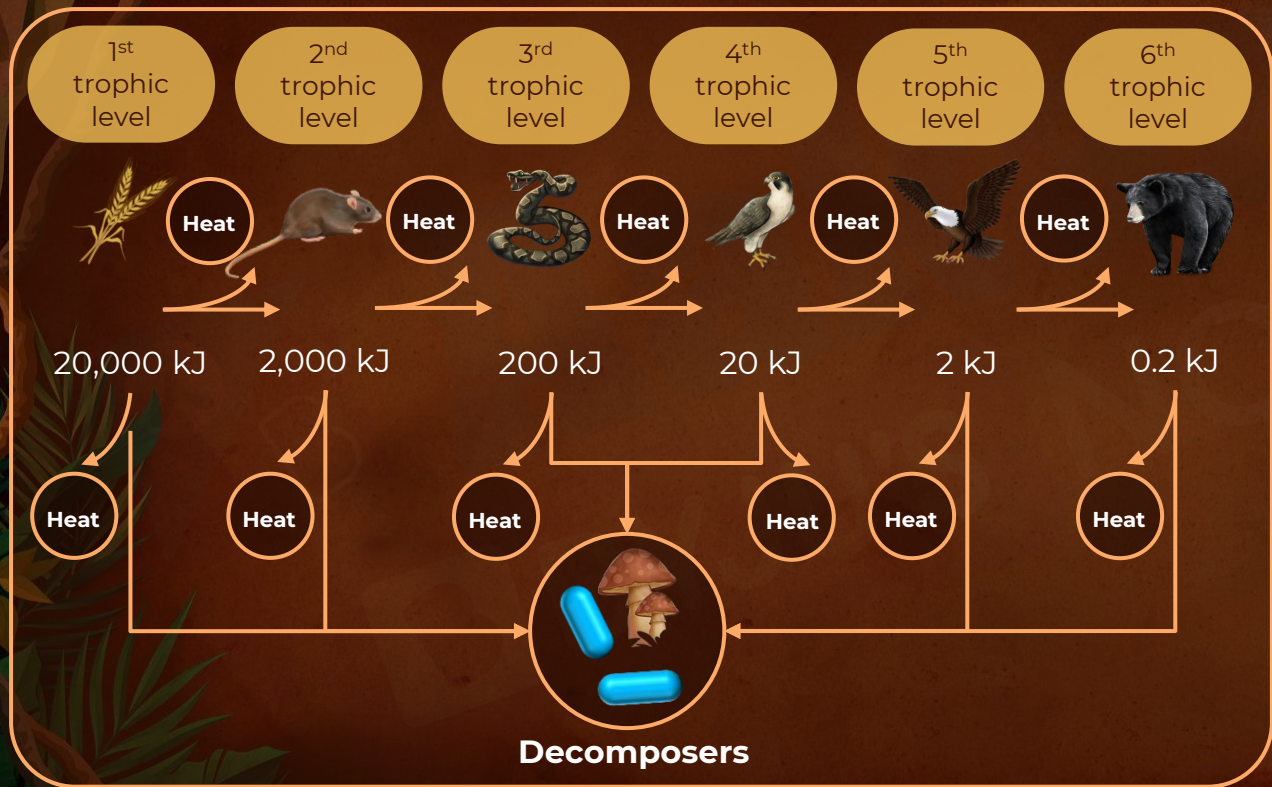 1st
trophic
level
2nd
trophic
level
3rd
trophic
level
4th
trophic
level
5th
trophic
level
6th
trophic
level
Heat
Heat
Heat
Heat
Heat
20,000 kJ
2,000 kJ
200 kJ
20 kJ
2 kJ
0.2 kJ
Heat
Heat
Heat
Heat
Heat
Heat
Decomposers